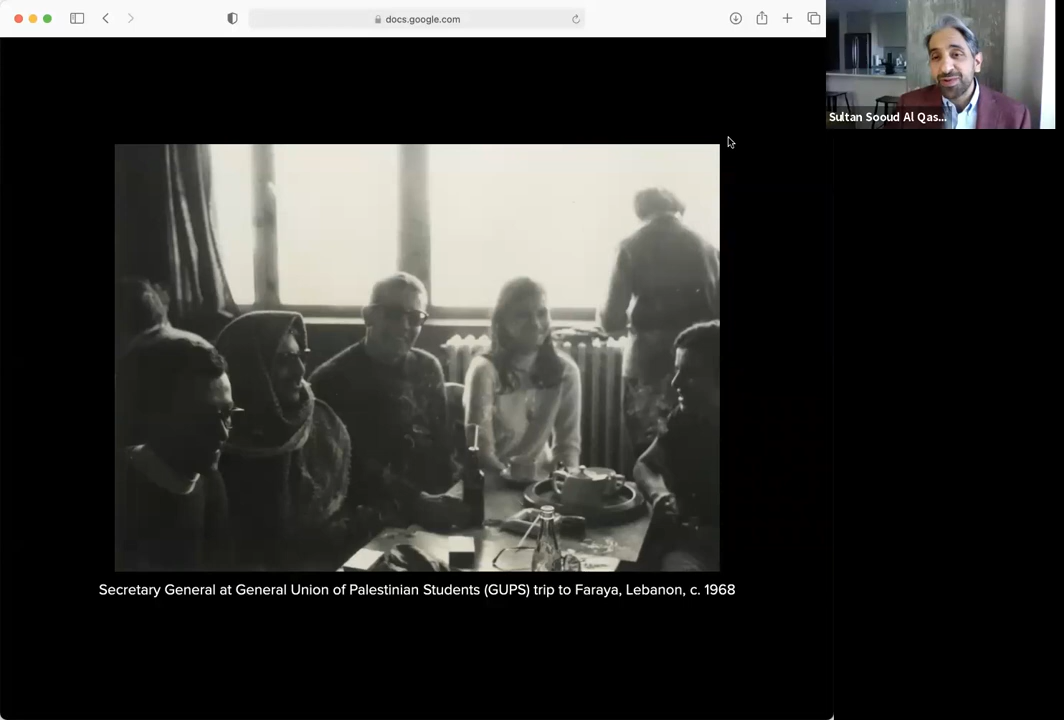 docs.google.com
Sultan Sooud Al Qas...
Secretary General at General Union of Palestinian Students (GUPS) trip to Faraya, Lebanon, c. 1968